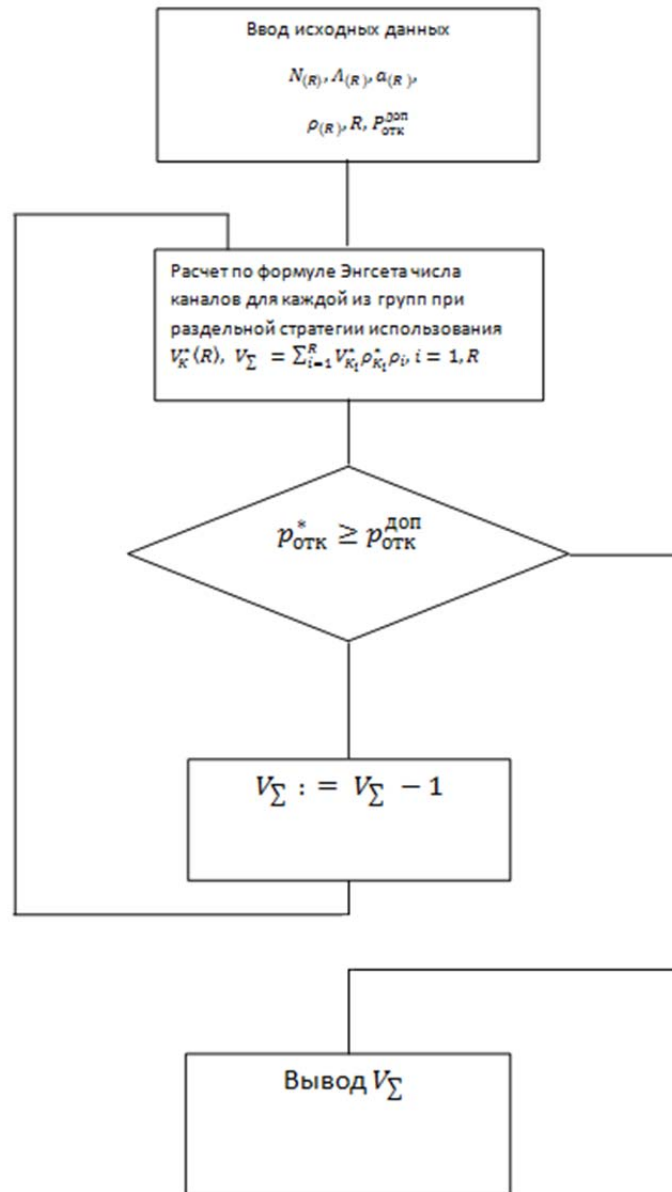 Ввод исходных данных
N(R), Λ(R), a(R),
ρ(R), R, Pотк^доп
Расчет по формуле Энгсета числа
каналов для каждой из групп при
раздельной стратегии использования
V*K(R), VΣ = ∑_{i=1}^{R} V*Ki ρ*Ki ρi, i = 1, R
p*отк ≥ pотк^доп
VΣ : = VΣ − 1
Вывод VΣ